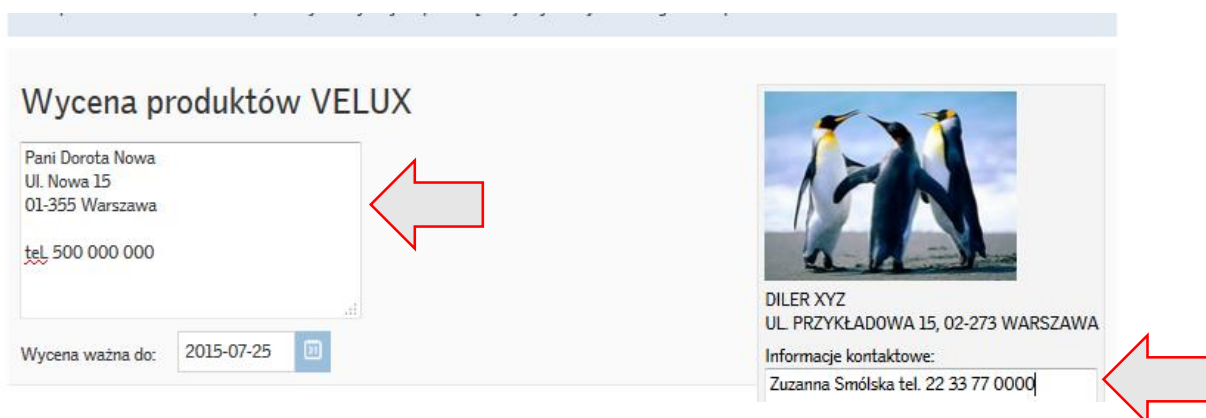 Wycena produktów VELUX
Pani Dorota Nowa
Ul. Nowa 15
01-355 Warszawa
tel. 500 000 000
Wycena ważna do:
2015-07-25
31
DILER XYZ
UL. PRZYKŁADOWA 15, 02-273 WARSZAWA
Informacje kontaktowe:
Zuzanna Smólska tel. 22 33 77 0000